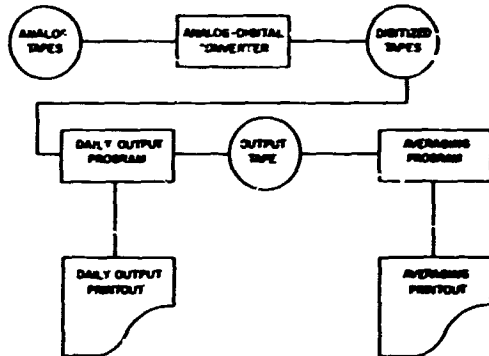 ANALOG
TAPES
ANALOG-DIGITAL
CONVERTER
DIGITIZED
TAPES
DAILY OUTPUT
PROGRAM
OUTPUT
TAPE
AVERAGING
PROGRAM
DAILY OUTPUT
PRINTOUT
AVERAGING
PRINTOUT